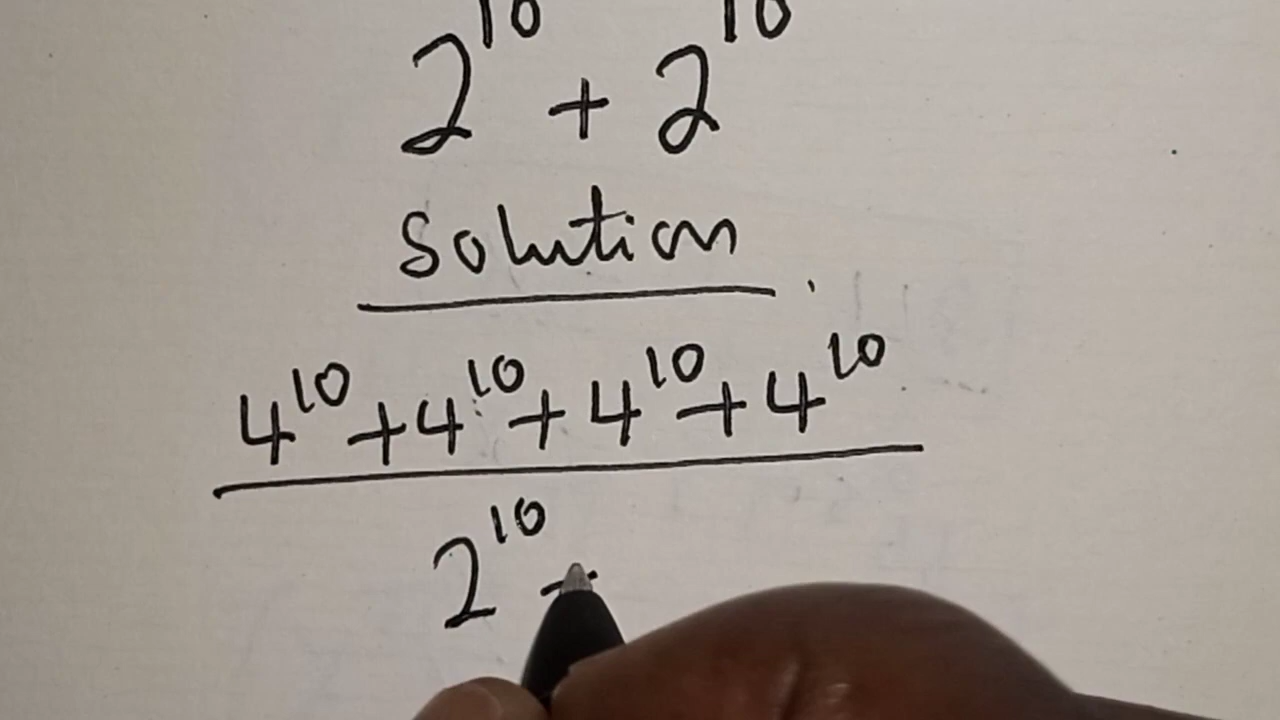 2^10 + 2^10
Solution
4^10 + 4^10 + 4^10 + 4^10
2^10